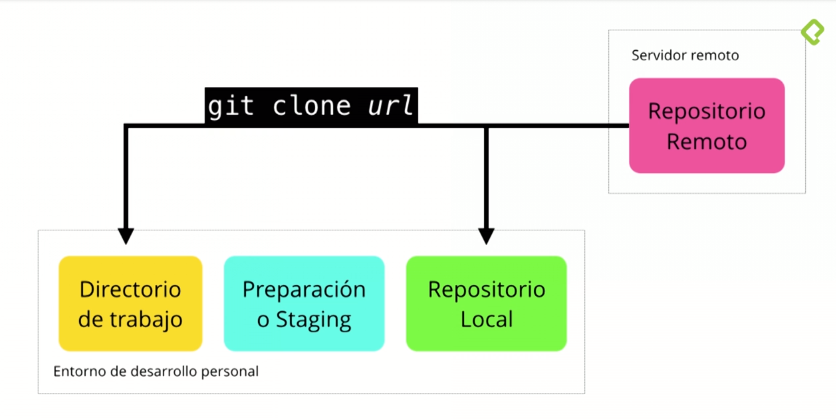 Servidor remoto
git clone url
Repositorio
Remoto
Directorio
de trabajo
Preparación
o Staging
Repositorio
Local
Entorno de desarrollo personal